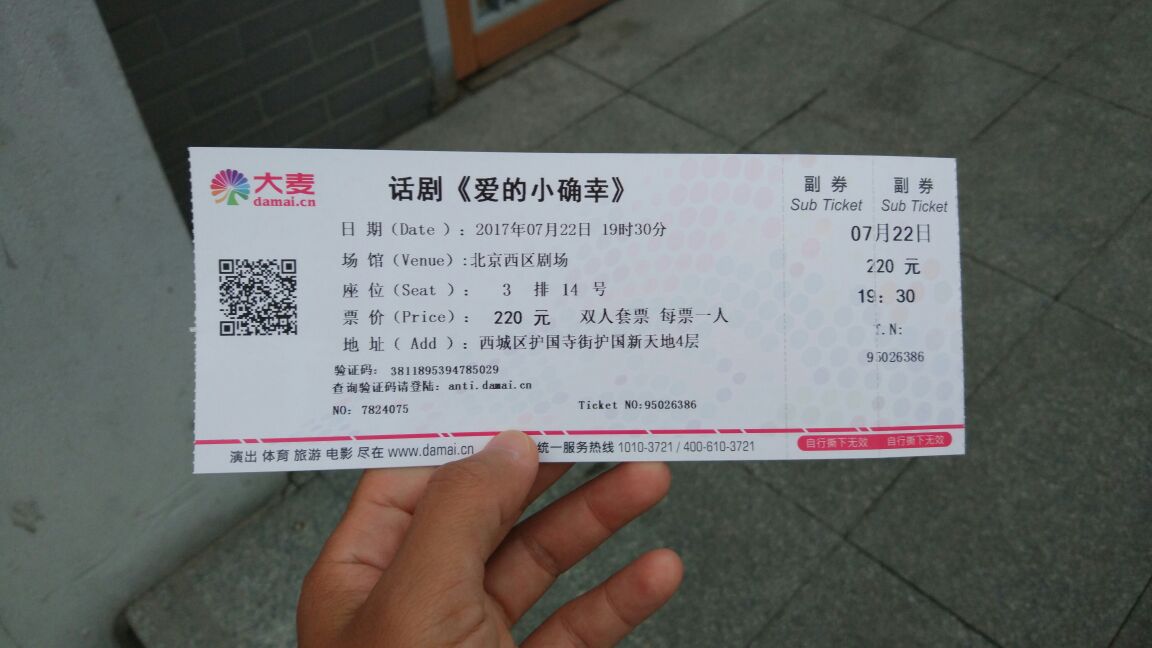 大麦
damai.cn
话剧《爱的小确幸》
日 期（Date ）：2017年07月22日 19时30分
场 馆（Venue）:北京西区剧场
座 位（Seat ）： 3 排 14 号
票 价（Price）： 220 元 双人套票 每票一人
地 址（ Add ）：西城区护国寺街护国新天地4层
验证码： 3811895394785029
查询验证码请登陆：anti.damai.cn
NO: 7824075 Ticket NO:95026386
演出 体育 旅游 电影 尽在 www.damai.cn 统一服务热线 1010-3721 / 400-610-3721
副 券 副 券
Sub Ticket Sub Ticket
07月22日
220 元
19: 30
T.N:
95026386
自行撕下无效 自行撕下无效